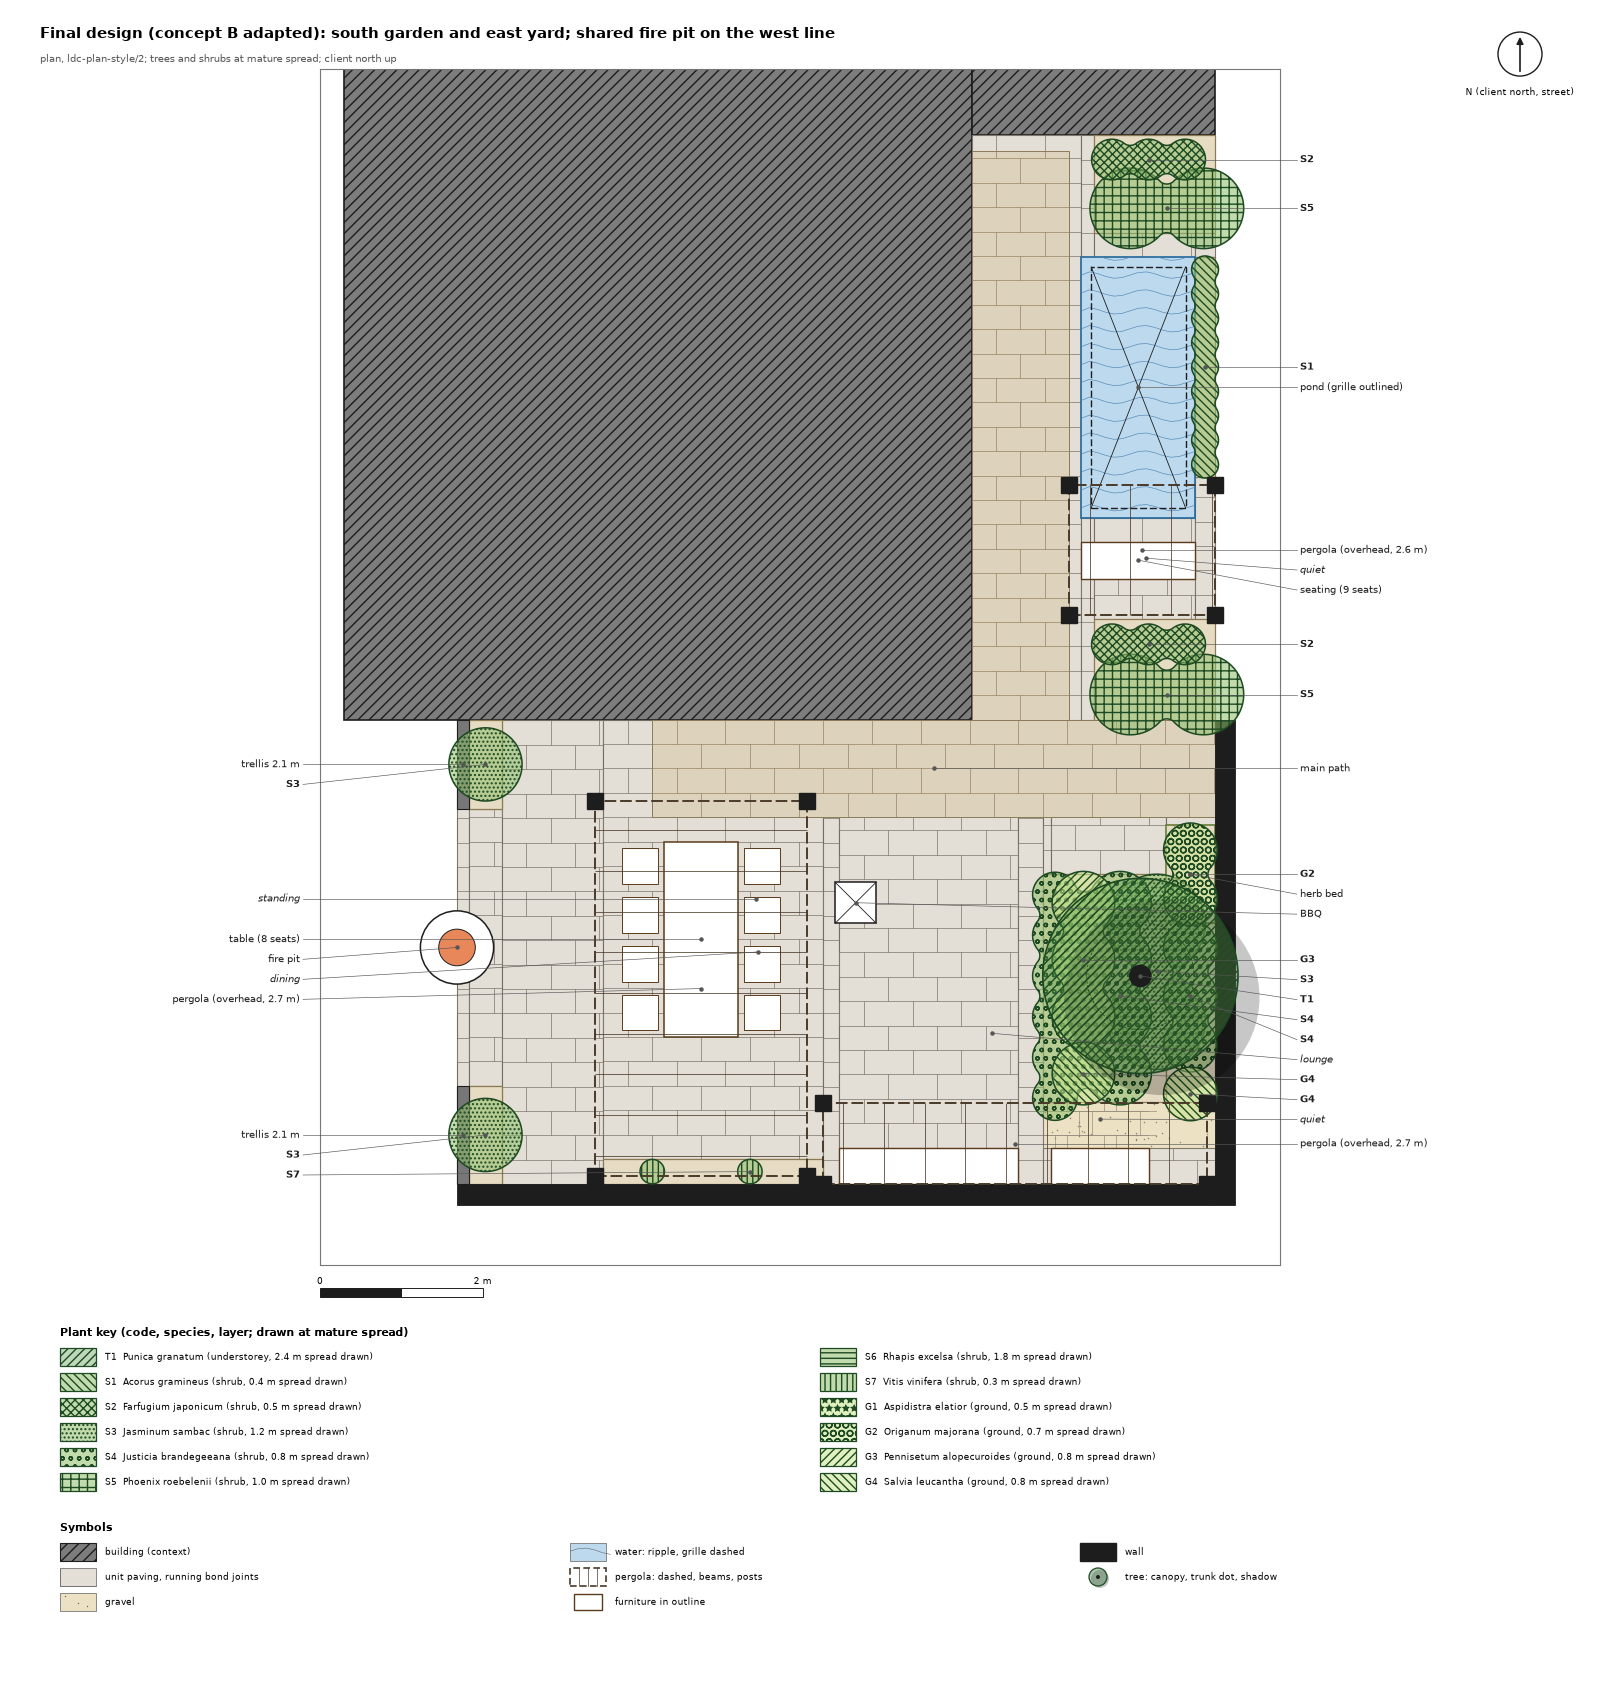 Final design (concept B adapted): south garden and east yard; shared fire pit on the west line
plan, ldc-plan-style/2; trees and shrubs at mature spread; client north up
N (client north, street)
S2
S5
S1
pond (grille outlined)
pergola (overhead, 2.6 m)
quiet
seating (9 seats)
S2
S5
trellis 2.1 m
S3
main path
standing
table (8 seats)
fire pit
dining
pergola (overhead, 2.7 m)
G2
herb bed
BBQ
G3
S3
T1
S4
S4
lounge
G4
G4
quiet
pergola (overhead, 2.7 m)
trellis 2.1 m
S3
S7
0 2 m
Plant key (code, species, layer; drawn at mature spread)
T1 Punica granatum (understorey, 2.4 m spread drawn)
S1 Acorus gramineus (shrub, 0.4 m spread drawn)
S2 Farfugium japonicum (shrub, 0.5 m spread drawn)
S3 Jasminum sambac (shrub, 1.2 m spread drawn)
S4 Justicia brandegeeana (shrub, 0.8 m spread drawn)
S5 Phoenix roebelenii (shrub, 1.0 m spread drawn)
S6 Rhapis excelsa (shrub, 1.8 m spread drawn)
S7 Vitis vinifera (shrub, 0.3 m spread drawn)
G1 Aspidistra elatior (ground, 0.5 m spread drawn)
G2 Origanum majorana (ground, 0.7 m spread drawn)
G3 Pennisetum alopecuroides (ground, 0.8 m spread drawn)
G4 Salvia leucantha (ground, 0.8 m spread drawn)
Symbols
building (context)
unit paving, running bond joints
gravel
water: ripple, grille dashed
pergola: dashed, beams, posts
furniture in outline
wall
tree: canopy, trunk dot, shadow